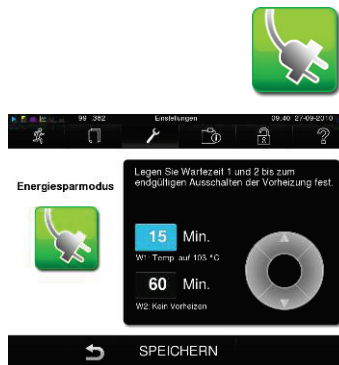 99 382 Einstellungen 09:40 27-09-2010
Energiesparmodus
Legen Sie Wartezeit 1 und 2 bis zum
endgültigen Ausschalten der Vorheizung fest.
15 Min.
W1: Temp. auf 103 °C
60 Min.
W2: Kein Vorheizen
SPEICHERN